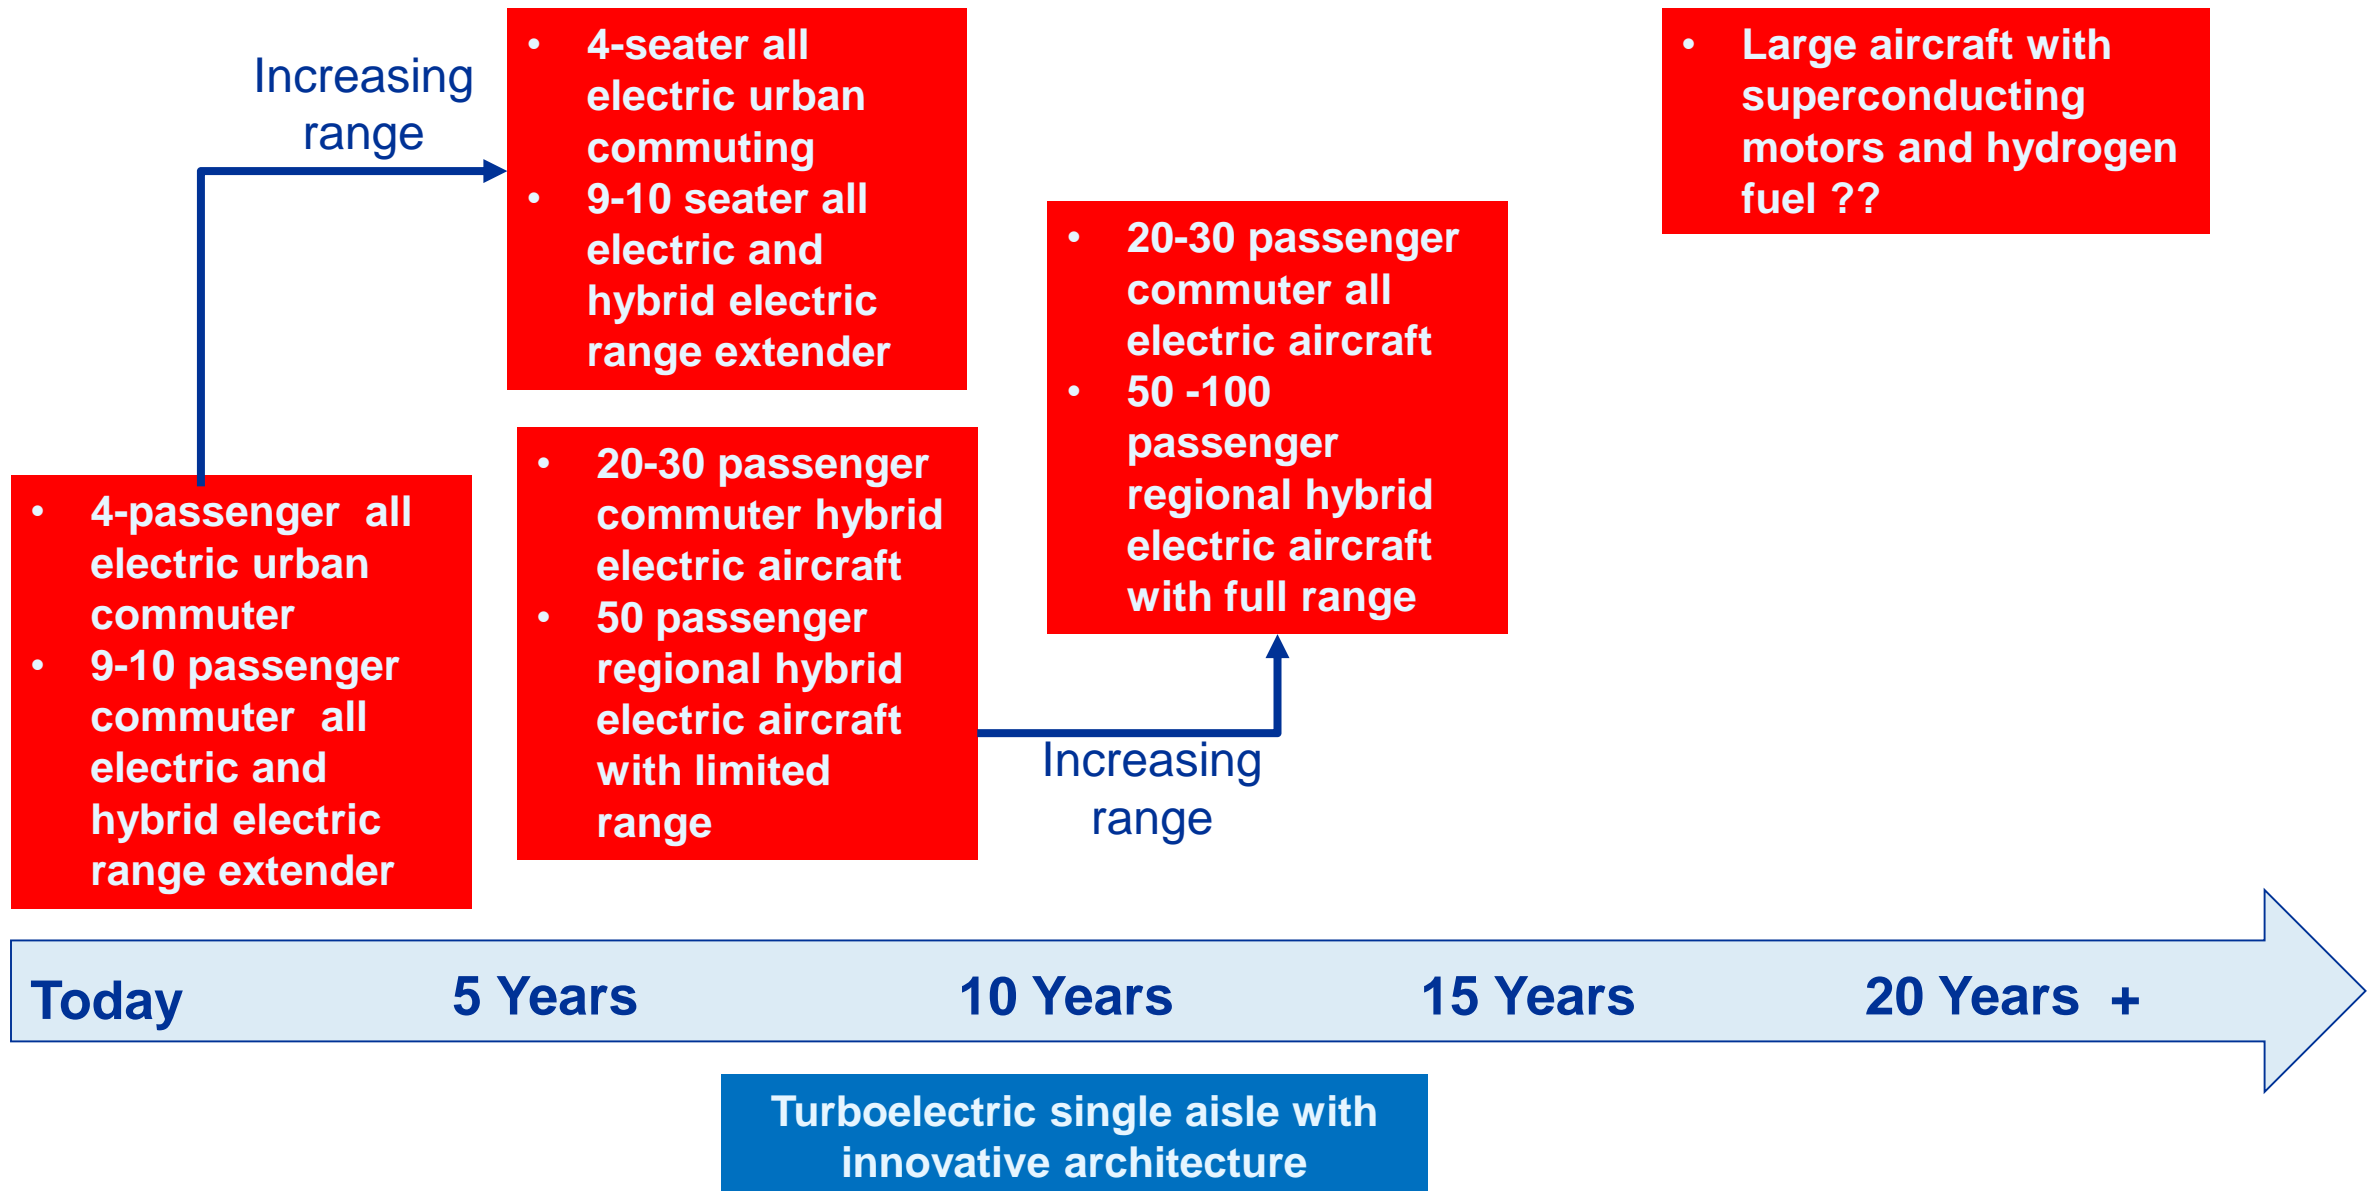 Increasing
range
• 4-seater all
electric urban
commuting
• 9-10 seater all
electric and
hybrid electric
range extender
• Large aircraft with
superconducting
motors and hydrogen
fuel ??
• 20-30 passenger
commuter all
electric aircraft
• 50 -100
passenger
regional hybrid
electric aircraft
with full range
• 4-passenger  all
electric urban
commuter
• 9-10 passenger
commuter  all
electric and
hybrid electric
range extender
• 20-30 passenger
commuter hybrid
electric aircraft
• 50 passenger
regional hybrid
electric aircraft
with limited
range
Increasing
range
Today 5 Years 10 Years 15 Years 20 Years  +
Turboelectric single aisle with
innovative architecture